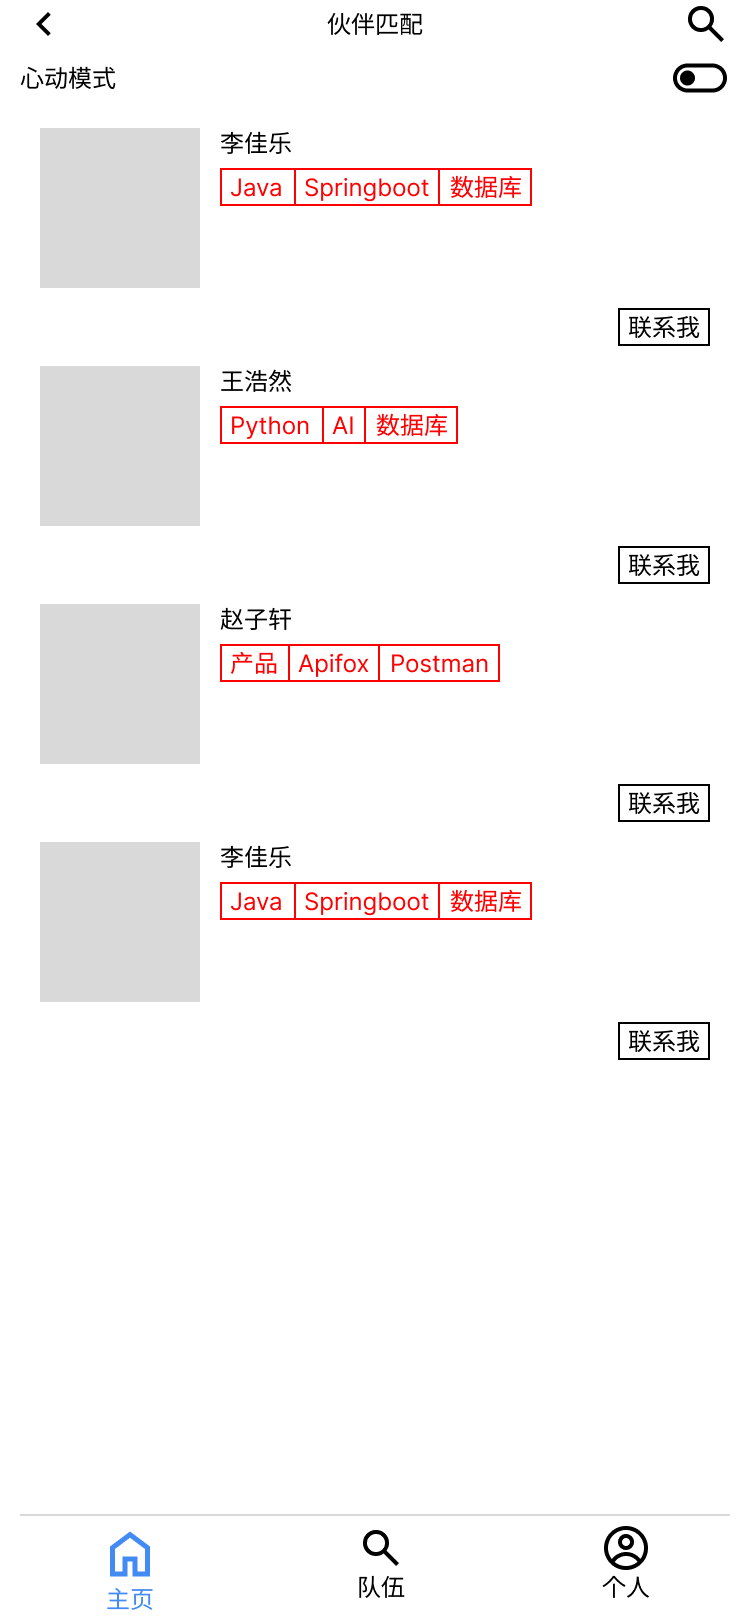 伙伴匹配
心动模式
李佳乐
Java Springboot 数据库
联系我
王浩然
Python AI 数据库
联系我
赵子轩
产品 Apifox Postman
联系我
李佳乐
Java Springboot 数据库
联系我
主页 队伍 个人